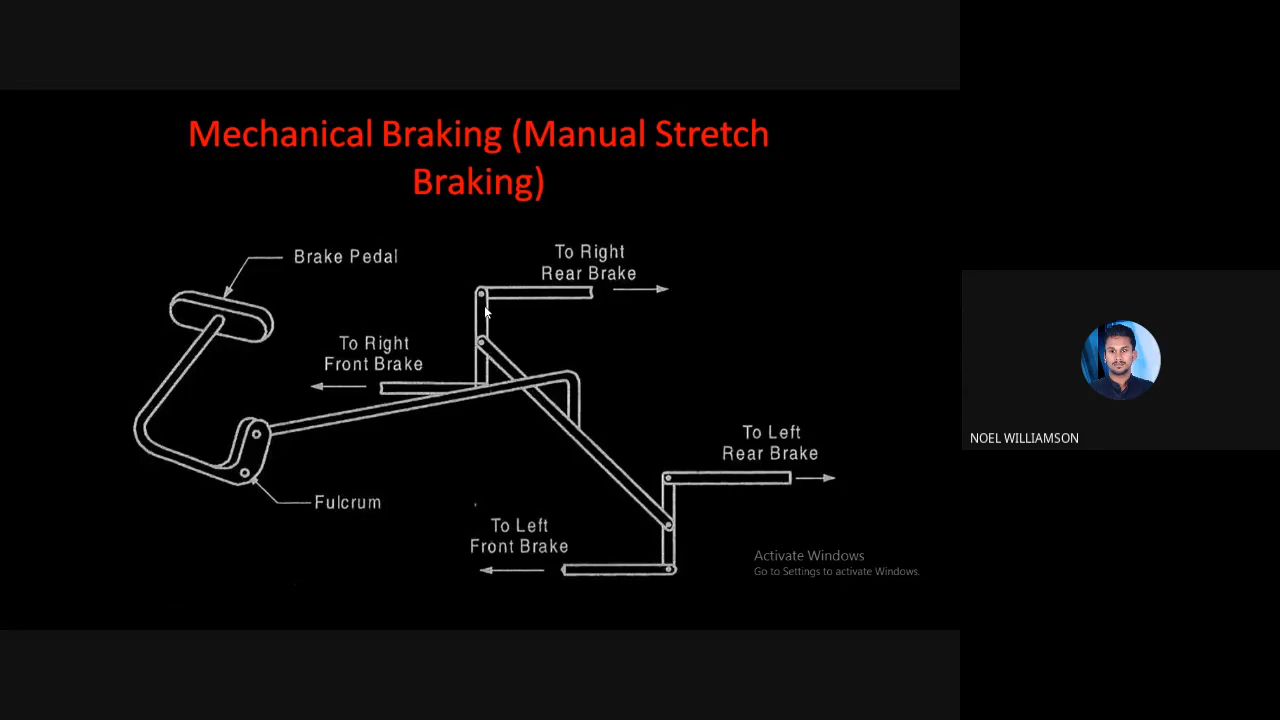 Mechanical Braking (Manual Stretch
Braking)
Brake Pedal
To Right
Rear Brake
To Right
Front Brake
To Left
Rear Brake
Fulcrum
To Left
Front Brake
Activate Windows
Go to Settings to activate Windows.
NOEL WILLIAMSON